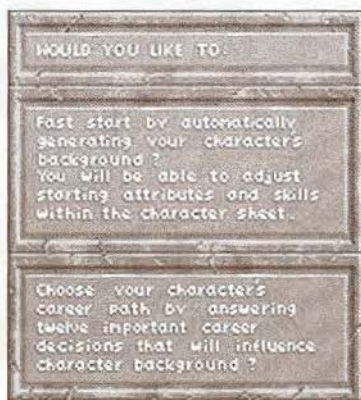 WOULD YOU LIKE TO:
Fast start by automatically
generating your character's
background?
You will be able to adjust
starting attributes and skills
within the character sheet.
Choose your character's
career path by answering
twelve important career
decisions that will influence
character background?